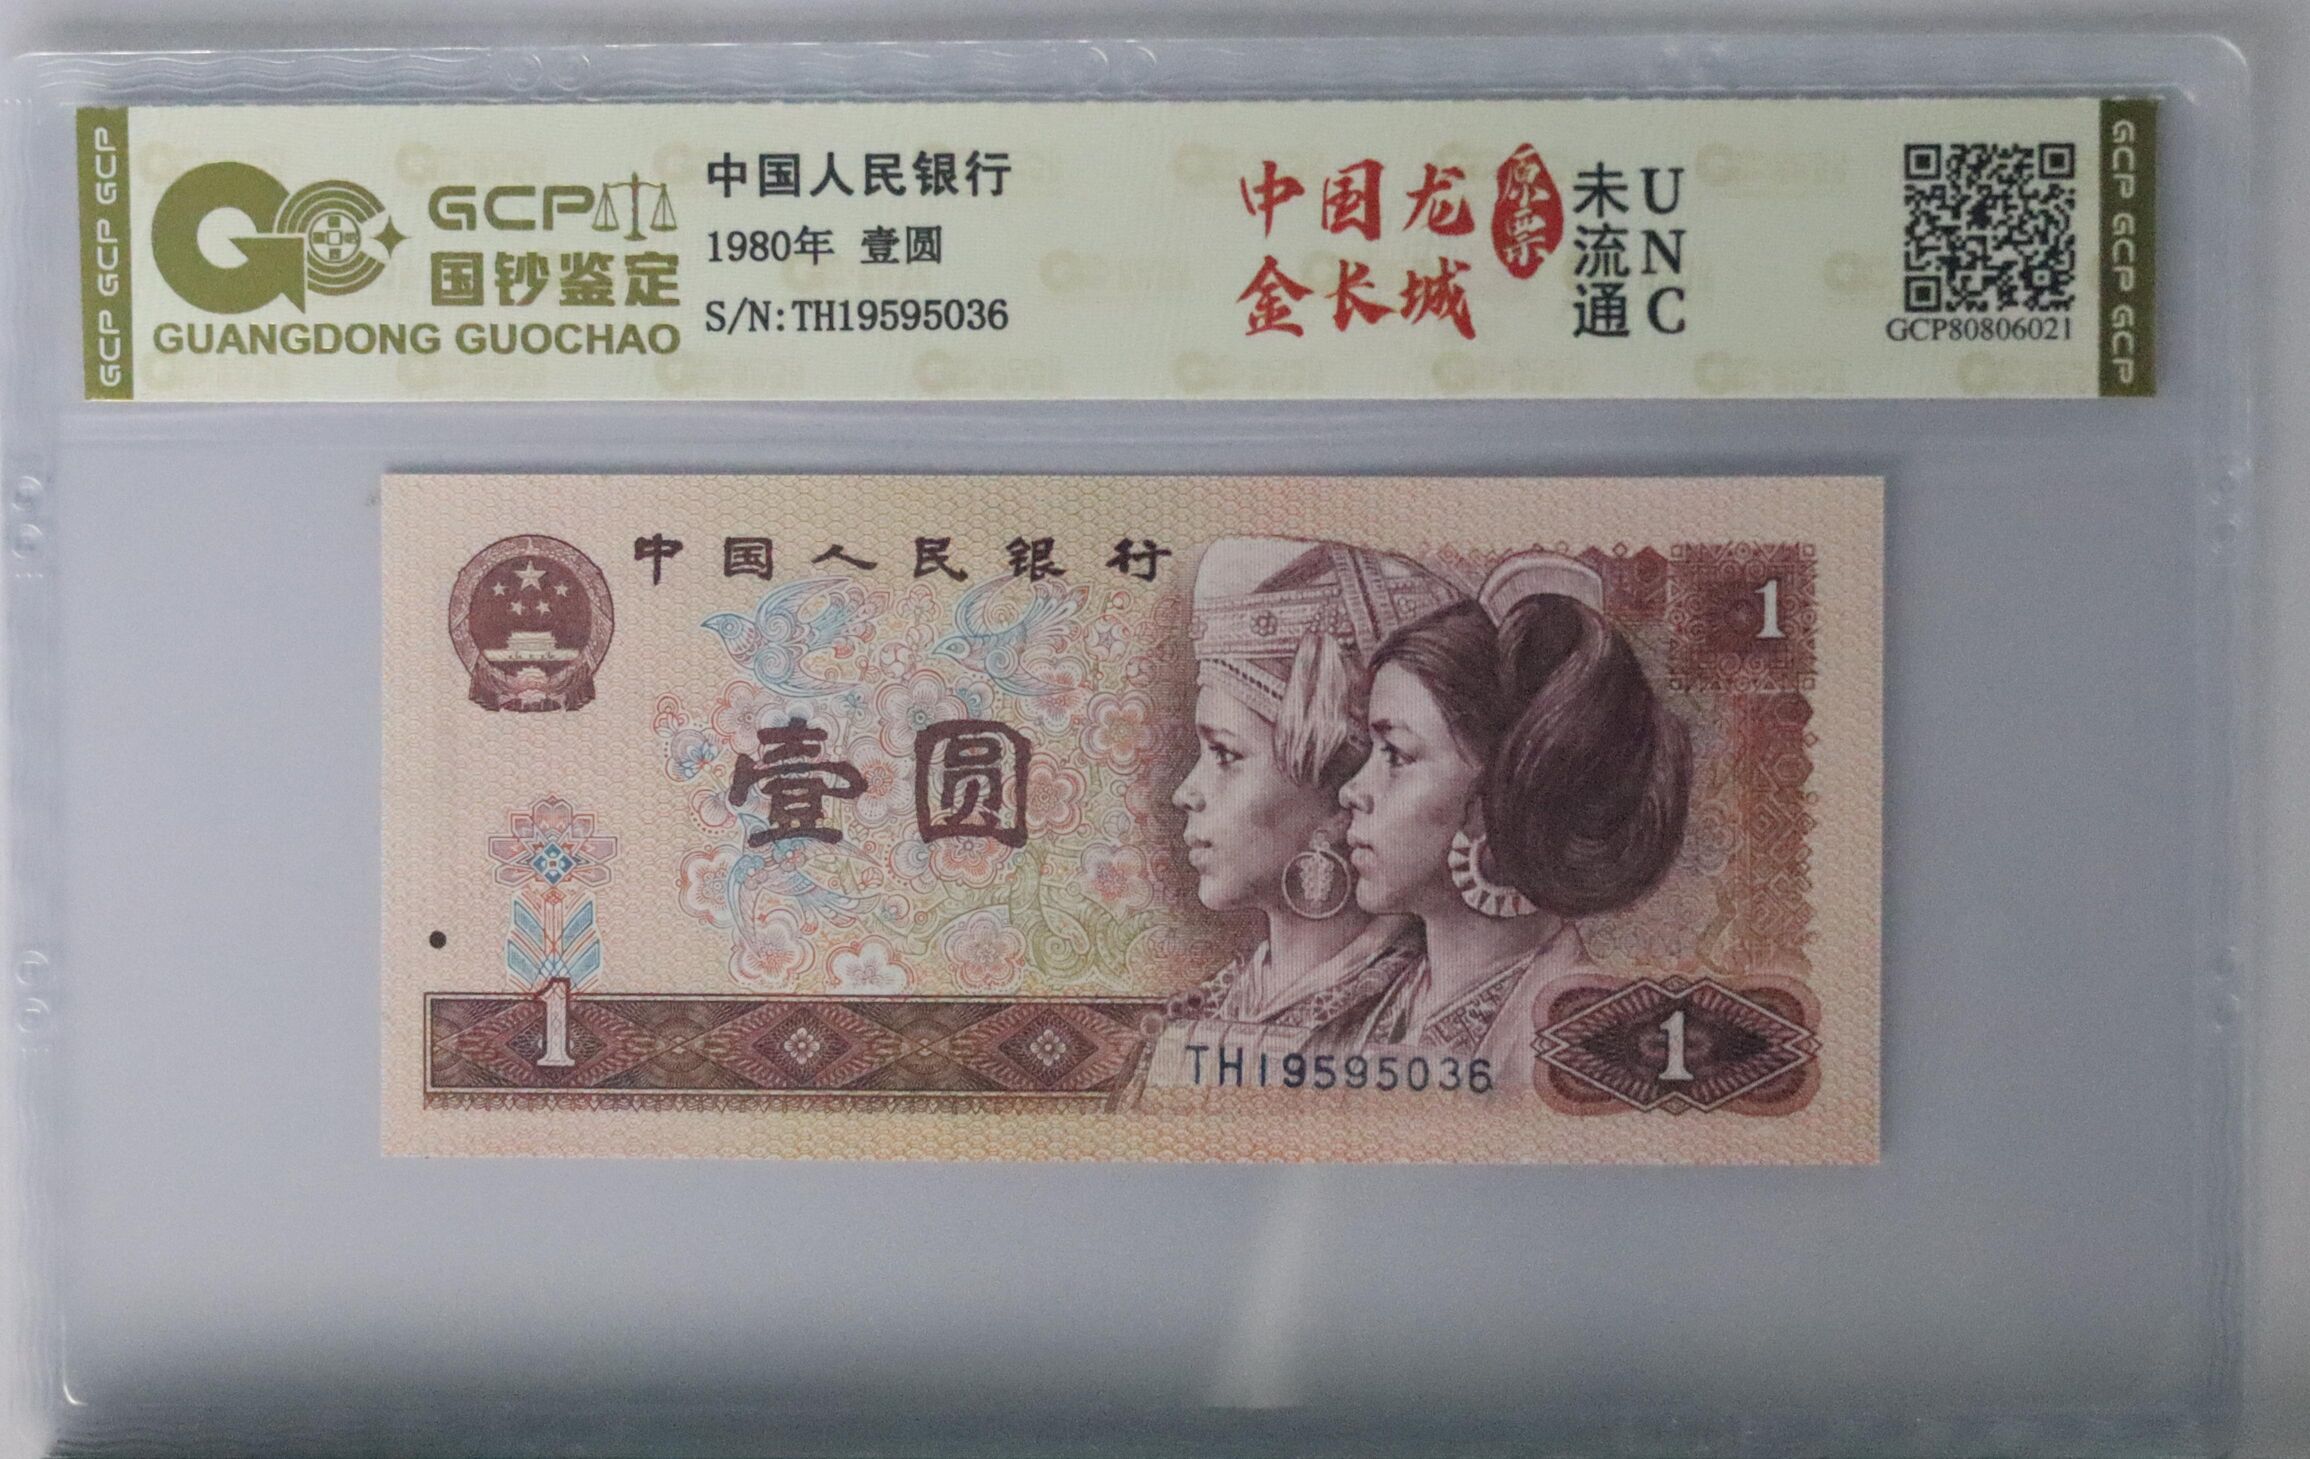 GCP GCP GCP
GCP
国钞鉴定
GUANGDONG GUOCHAO
中国人民银行
1980年 壹圆
S/N:TH19595036
中国龙
金长城
原票
未流通
UNC
GCP80806021
GCP GCP GCP
中国人民银行
1
壹圆
1
1
TH19595036